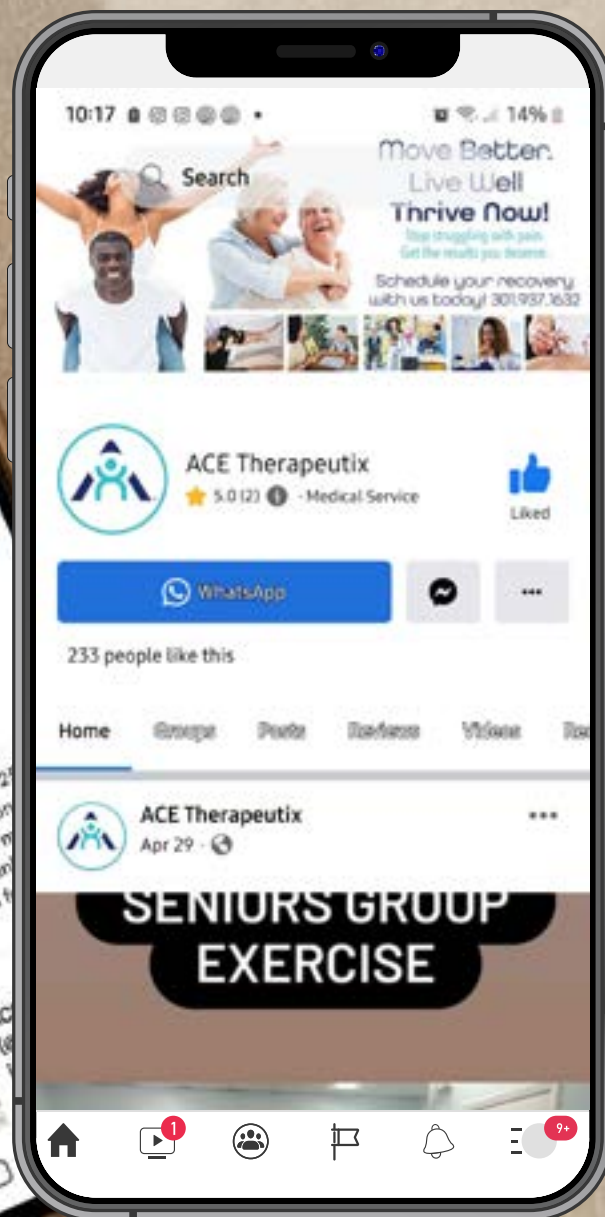 10:17
14%
Search
Move Better.
Live Well
Thrive Now!
Stop struggling with pain.
Get the results you deserve.
Schedule your recovery
with us today! 301.937.1632
ACE Therapeutix
5.0 (2) · Medical Service
Liked
WhatsApp
233 people like this
Home Groups Posts Reviews Videos
ACE Therapeutix
Apr 29 ·
SENIORS GROUP
EXERCISE
1
9+